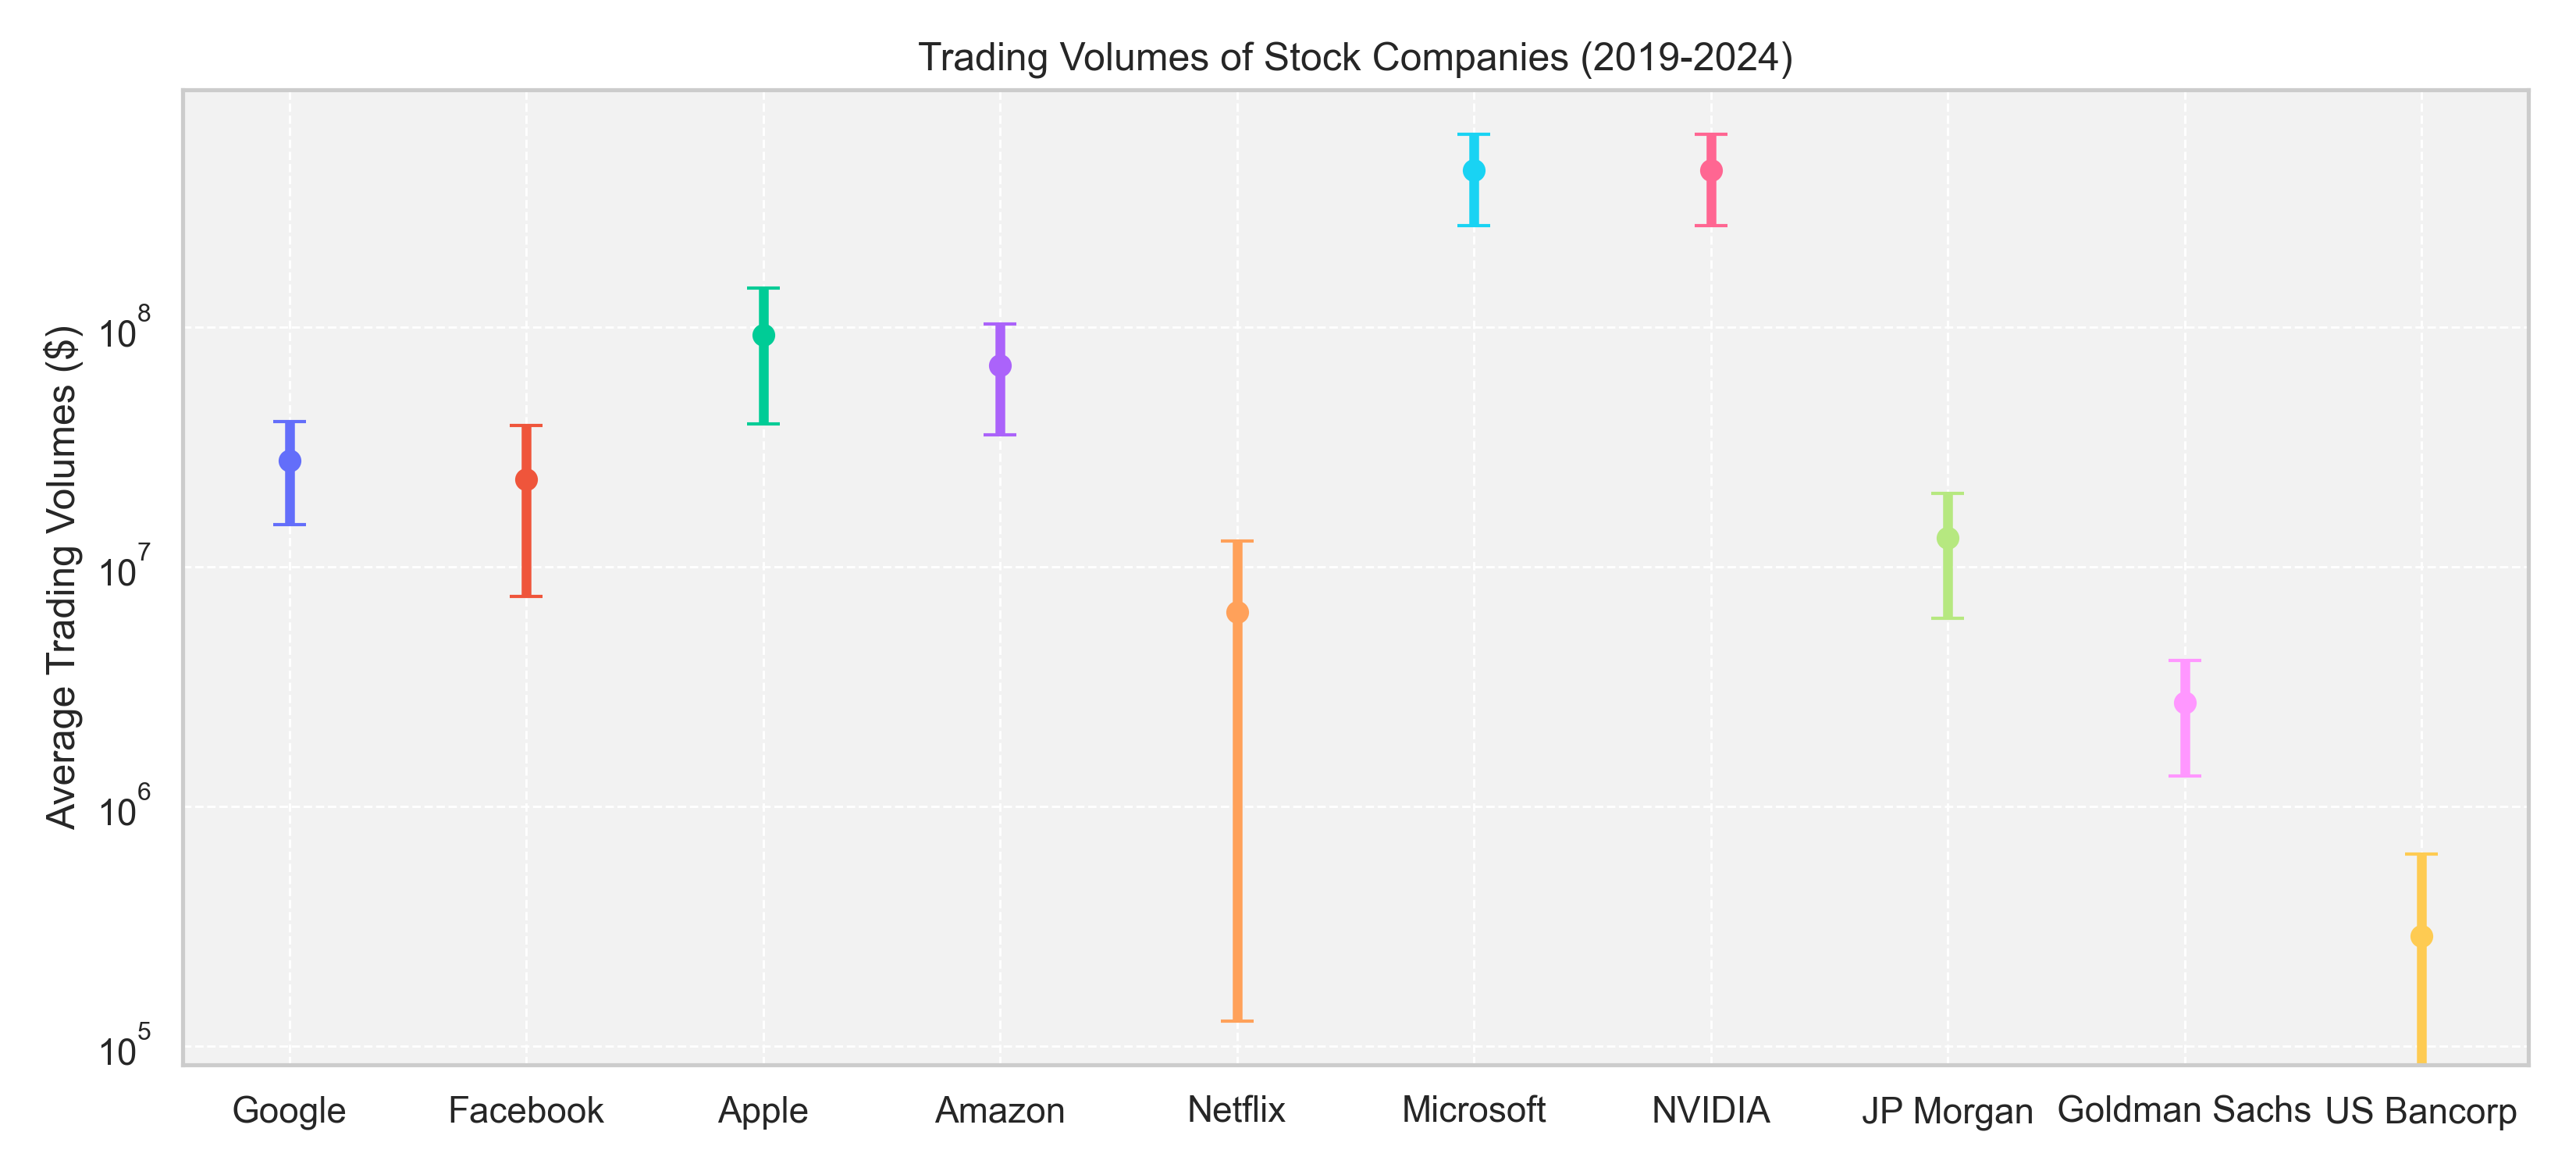 Trading Volumes of Stock Companies (2019-2024)
Average Trading Volumes ($)
10^8
10^7
10^6
10^5
Google Facebook Apple Amazon Netflix Microsoft NVIDIA JP Morgan Goldman Sachs US Bancorp